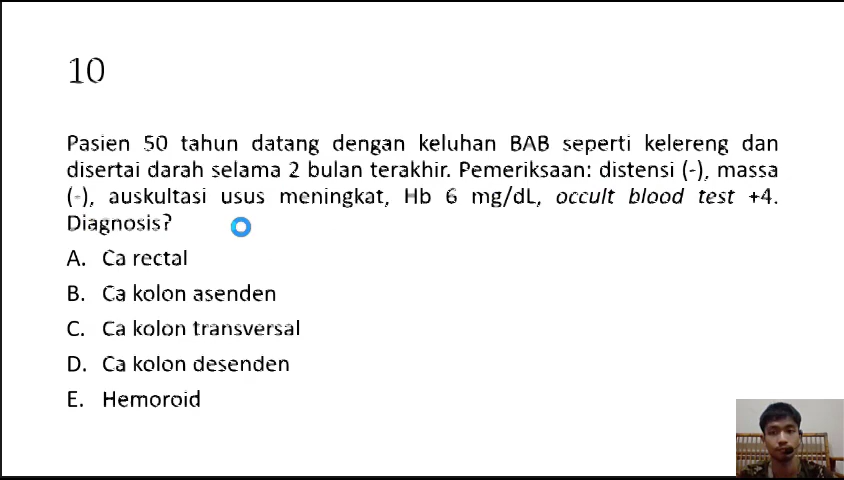 10
Pasien 50 tahun datang dengan keluhan BAB seperti kelereng dan
disertai darah selama 2 bulan terakhir. Pemeriksaan: distensi (-), massa
(-), auskultasi usus meningkat, Hb 6 mg/dL, occult blood test +4.
Diagnosis?
A. Ca rectal
B. Ca kolon asenden
C. Ca kolon transversal
D. Ca kolon desenden
E. Hemoroid